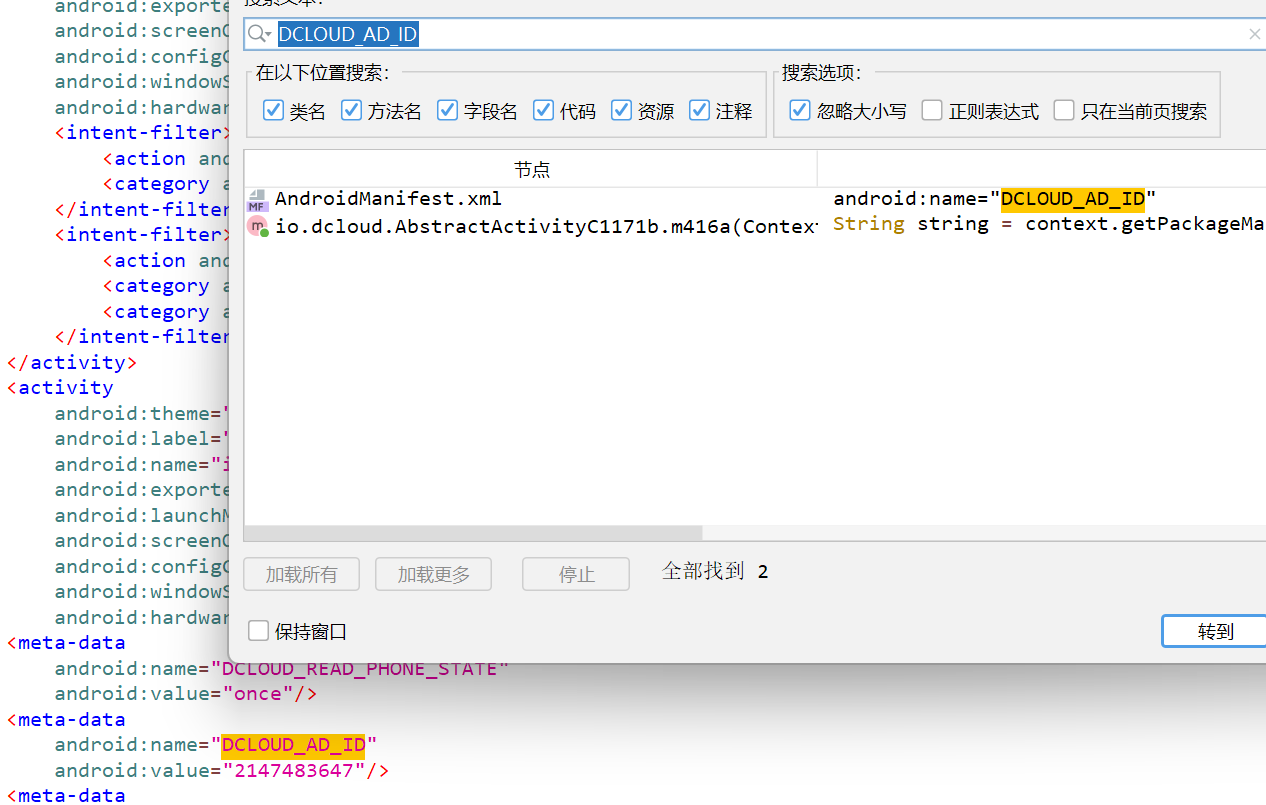 android:exporte
搜索文本:
android:screenO
DCLOUD_AD_ID
android:configC
android:windowS
在以下位置搜索:
搜索选项:
android:hardwar
类名
方法名
字段名
代码
资源
注释
忽略大小写
正则表达式
只在当前页搜索
<intent-filter>
<action and
<category a
</intent-filter
<intent-filter>
<action and
<category a
<category a
</intent-filter
</activity>
<activity
节点
AndroidManifest.xml
android:name="DCLOUD_AD_ID"
io.dcloud.AbstractActivityC1171b.m416a(Contex
String string = context.getPackageMa
android:theme="
android:label="
android:name="i
android:exporte
android:launchM
android:screenO
android:configC
android:windowS
android:hardwar
加载所有
加载更多
停止
全部找到 2
保持窗口
转到
<meta-data
android:name="DCLOUD_READ_PHONE_STATE"
android:value="once"/>
<meta-data
android:name="DCLOUD_AD_ID"
android:value="2147483647"/>
<meta-data